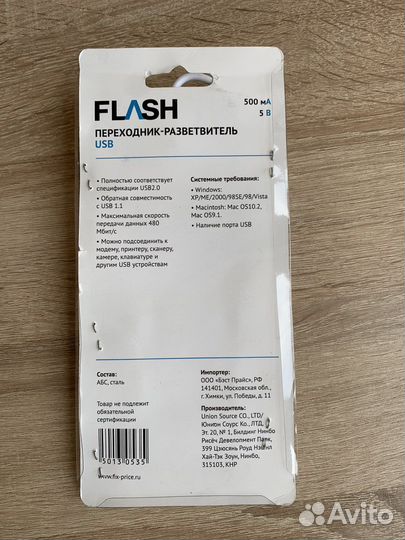 FLASH
500 мА
5 В
ПЕРЕХОДНИК-РАЗВЕТВИТЕЛЬ
USB
• Полностью соответствует
спецификации USB2.0
• Обратная совместимость
с USB 1.1
• Максимальная скорость
передачи данных 480
Мбит/с
• Можно подсоединить к
модему, принтеру, сканеру,
камере, клавиатуре и
другим USB устройствам
Системные требования:
• Windows:
XP/ME/2000/98SE/98/Vista
• Macintosh: Mac OS10.2,
Mac OS9.1.
• Наличие порта USB
Состав:
АБС, сталь
Товар не подлежит
обязательной
сертификации
5013 0535
www.fix-price.ru
Импортер:
ООО «Бэст Прайс», РФ
141401, Московская обл.,
г. Химки, ул. Победы, д. 11
Производитель:
Union Source CO., LTD/
Юнион Соурс Ко., ЛТД,
Эт. 20, № 1, Билдинг Нинбо
Рисёч Девелопмент Парк,
399 Цзюсянь Роуд Нэшнл
Хай-Тэк Зоун, Нинбо,
315103, КНР
Avito